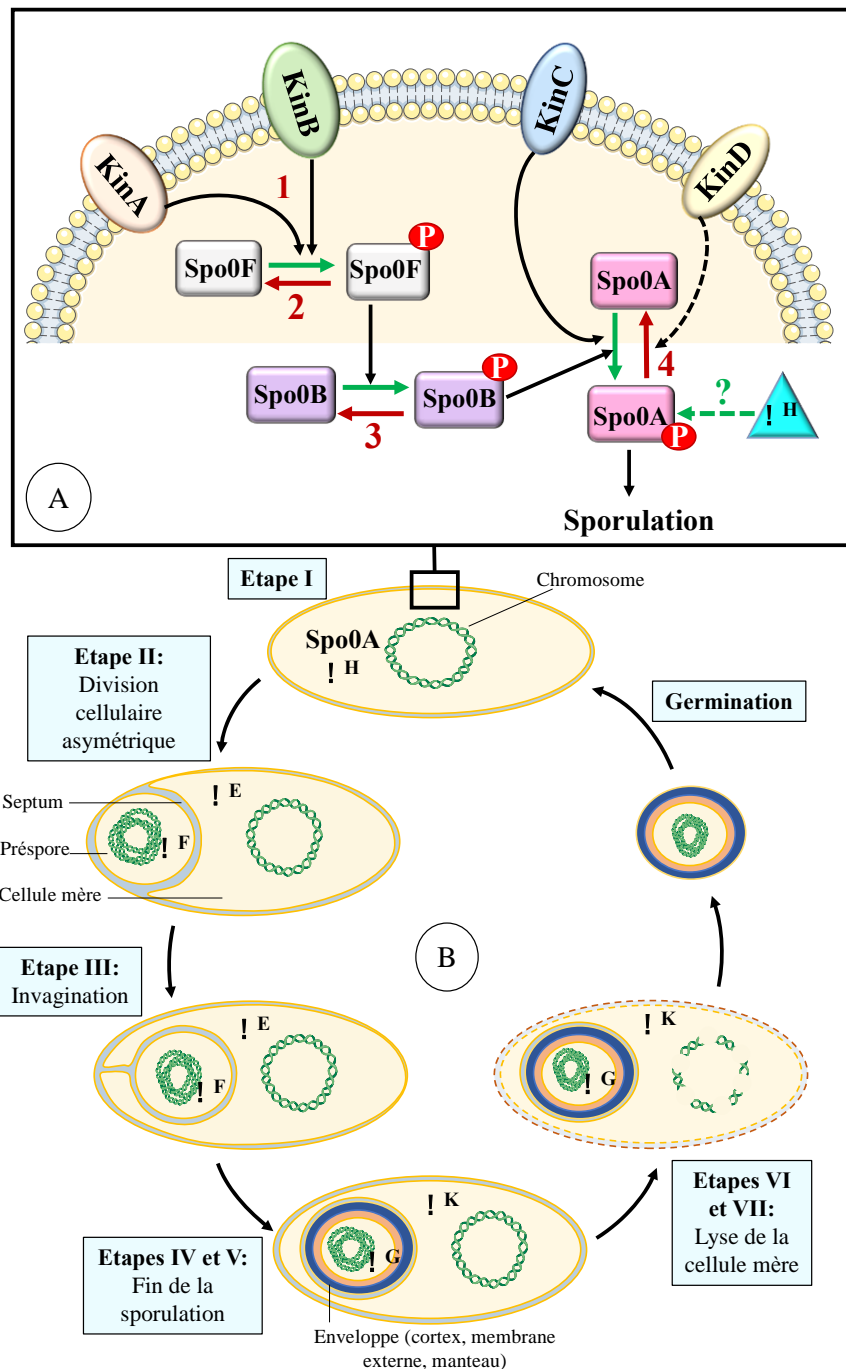 KinA
KinB
KinC
KinD
1
Spo0F
Spo0F
P
2
Spo0A
Spo0B
Spo0B
P
3
4
Spo0A
P
?
! H
Sporulation
A
Etape I
Chromosome
Spo0A
! H
Etape II:
Division
cellulaire
asymétrique
Germination
Septum
Préspore
Cellule mère
! E
! F
Etape III:
Invagination
B
! E
! F
! K
! G
Etapes IV et V:
Fin de la
sporulation
! K
! G
Etapes VI
et VII:
Lyse de la
cellule mère
Enveloppe (cortex, membrane
externe, manteau)